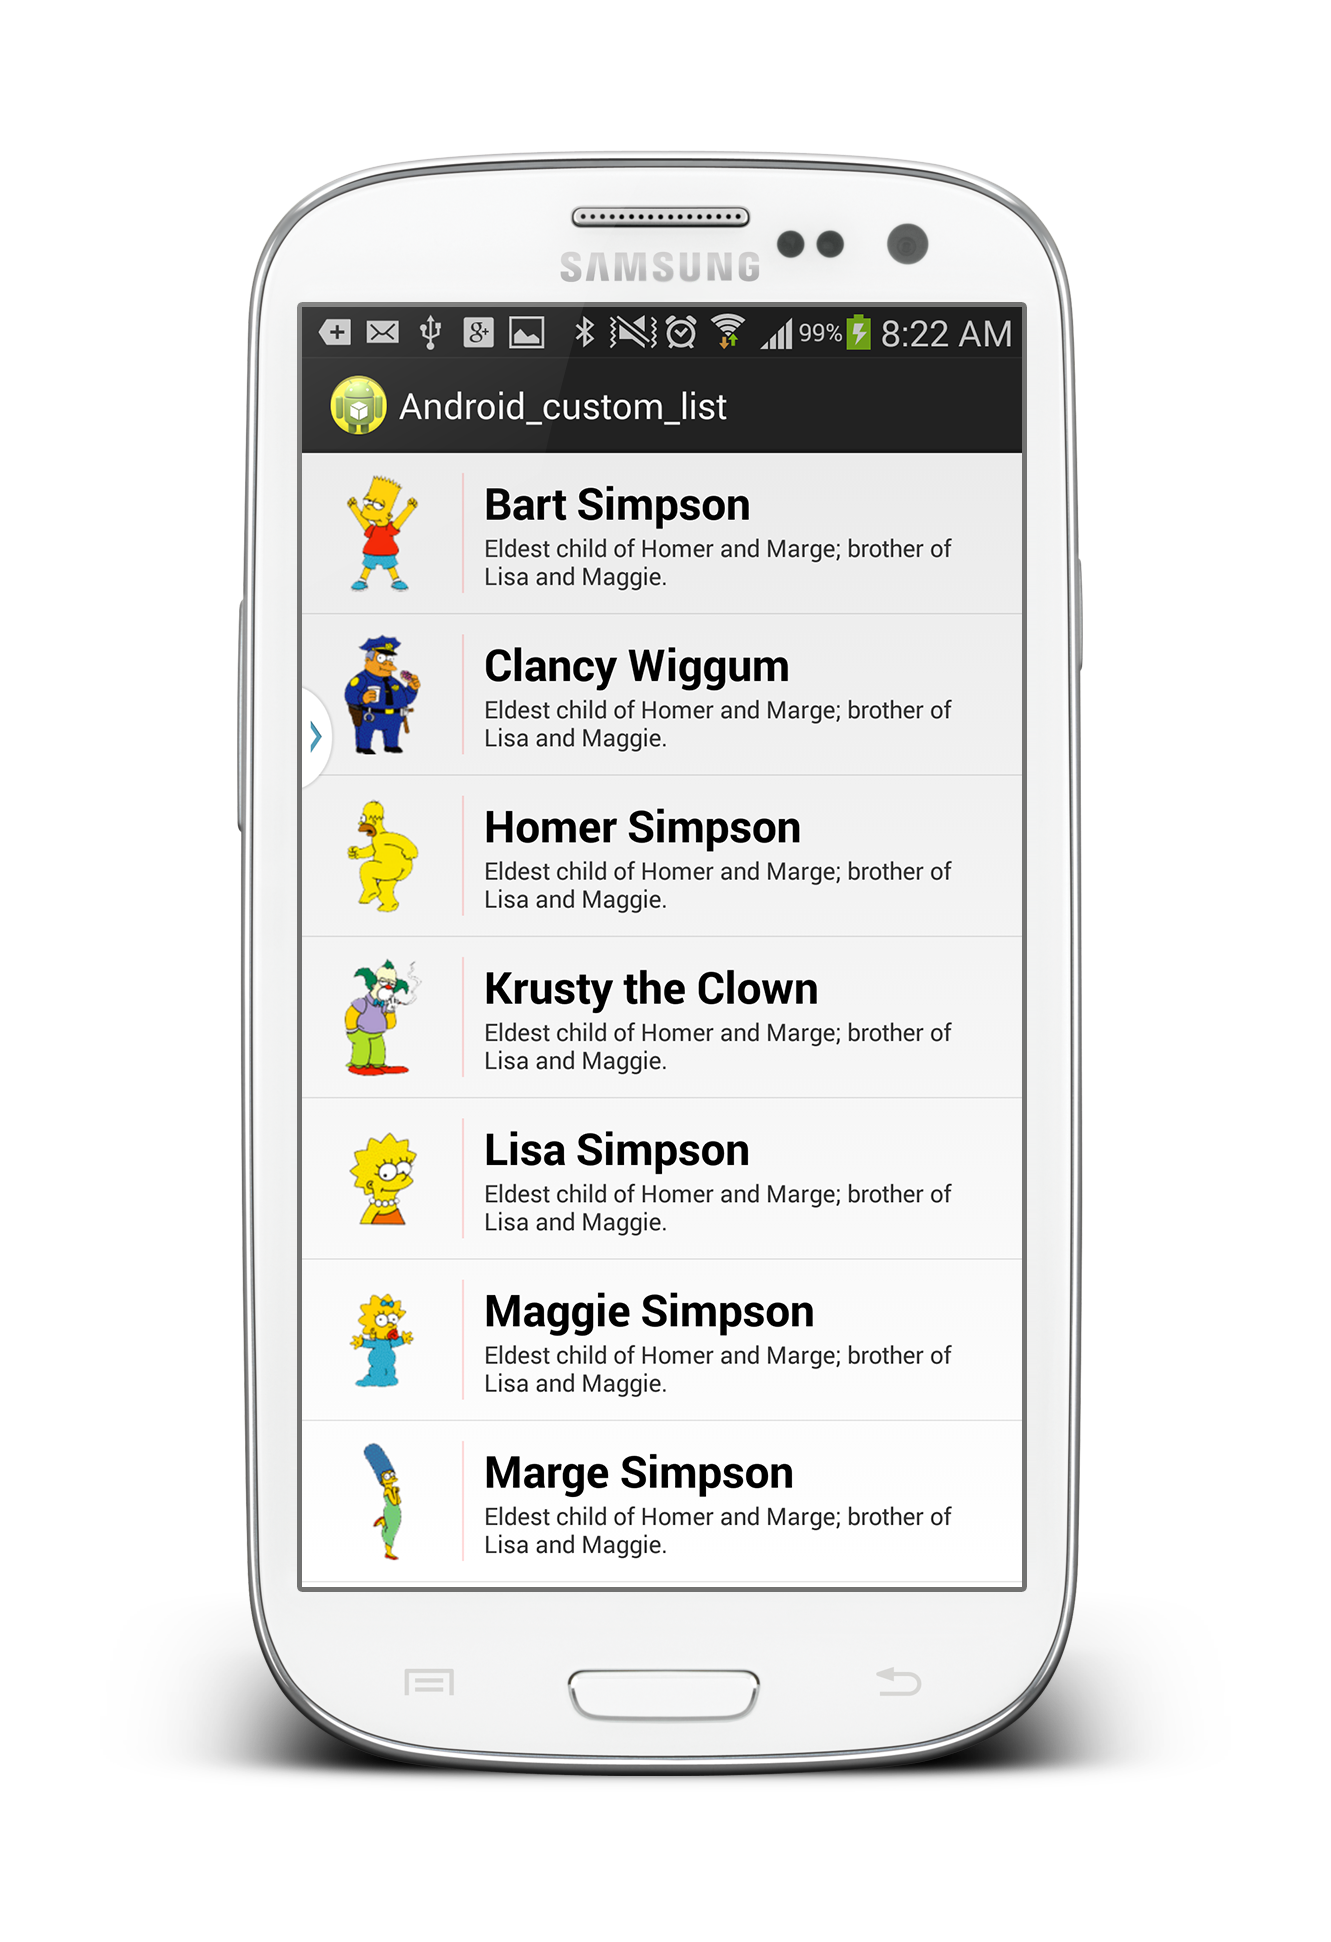 SAMSUNG
99% 8:22 AM
Android_custom_list
Bart Simpson
Eldest child of Homer and Marge; brother of
Lisa and Maggie.
Clancy Wiggum
Eldest child of Homer and Marge; brother of
Lisa and Maggie.
Homer Simpson
Eldest child of Homer and Marge; brother of
Lisa and Maggie.
Krusty the Clown
Eldest child of Homer and Marge; brother of
Lisa and Maggie.
Lisa Simpson
Eldest child of Homer and Marge; brother of
Lisa and Maggie.
Maggie Simpson
Eldest child of Homer and Marge; brother of
Lisa and Maggie.
Marge Simpson
Eldest child of Homer and Marge; brother of
Lisa and Maggie.